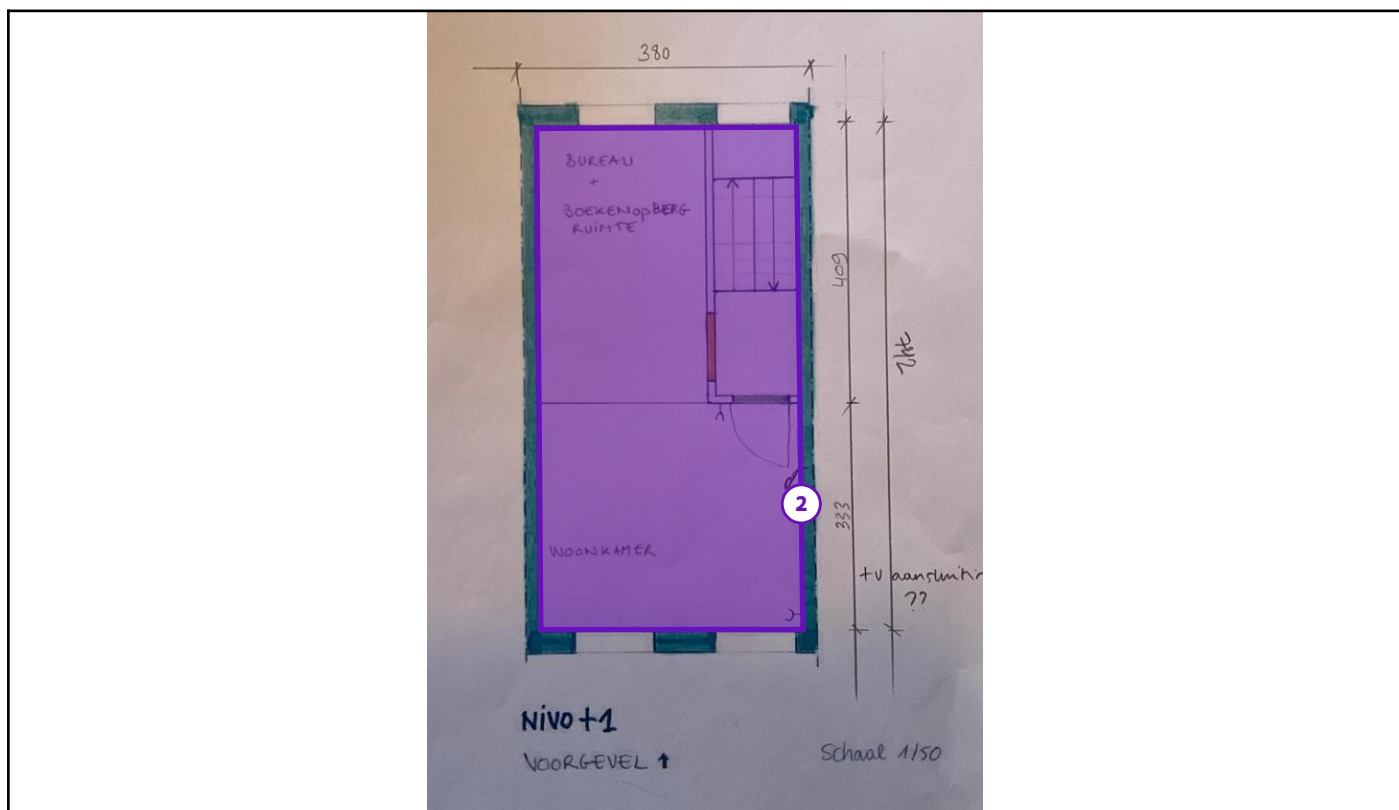 380
BUREAU
+
BOEKENopBERG
RUIMTE
409
742
2
333
WOONKAMER
+v aansluitin
??
NIVO+1
VOORGEVEL ↑
Schaal 1/50